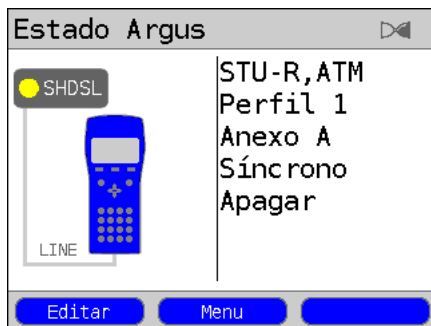 Estado Argus
SHDSL
LINE
STU-R,ATM
Perfil 1
Anexo A
Síncrono
Apagar
Editar
Menu